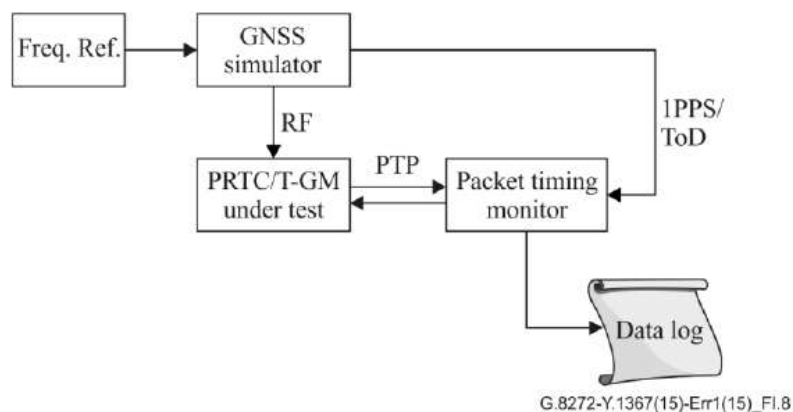 Freq. Ref.
GNSS
simulator
1PPS/
ToD
RF
PRTC/T-GM
under test
PTP
Packet timing
monitor
Data log
G.8272-Y.1367(15)-Err1(15)_FI.8